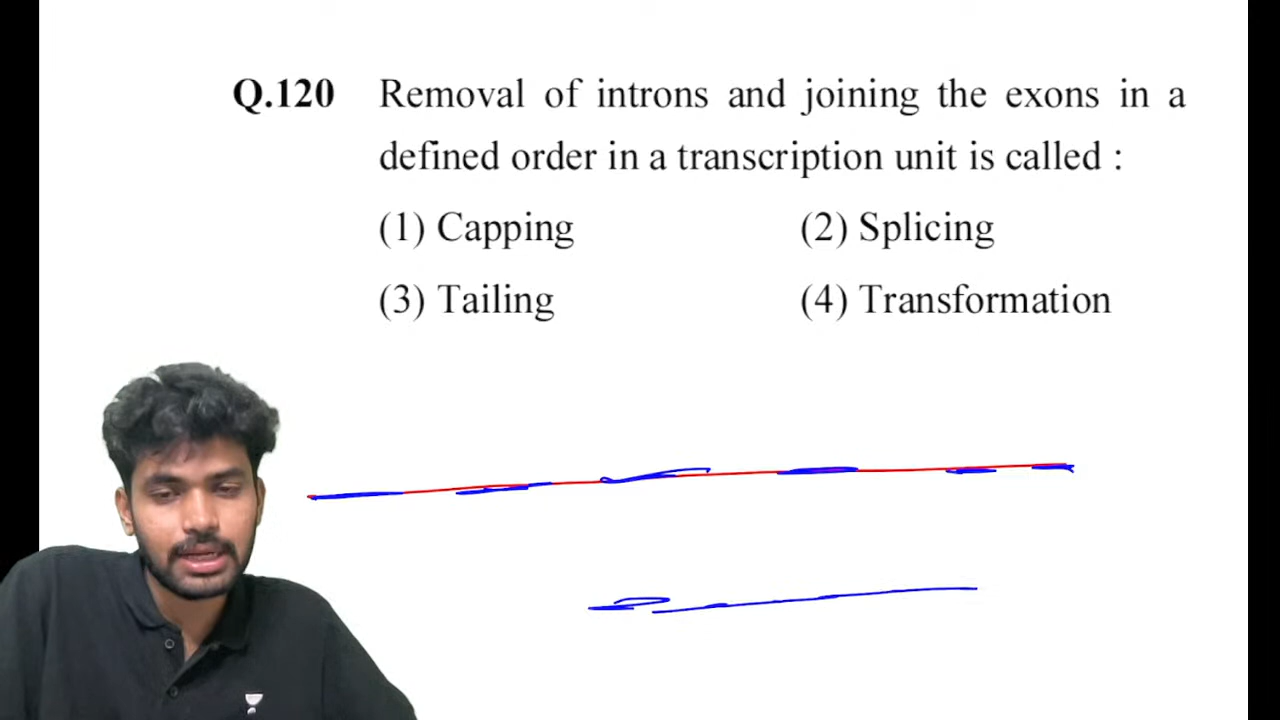 Q.120 Removal of introns and joining the exons in a
defined order in a transcription unit is called :
(1) Capping (2) Splicing
(3) Tailing (4) Transformation